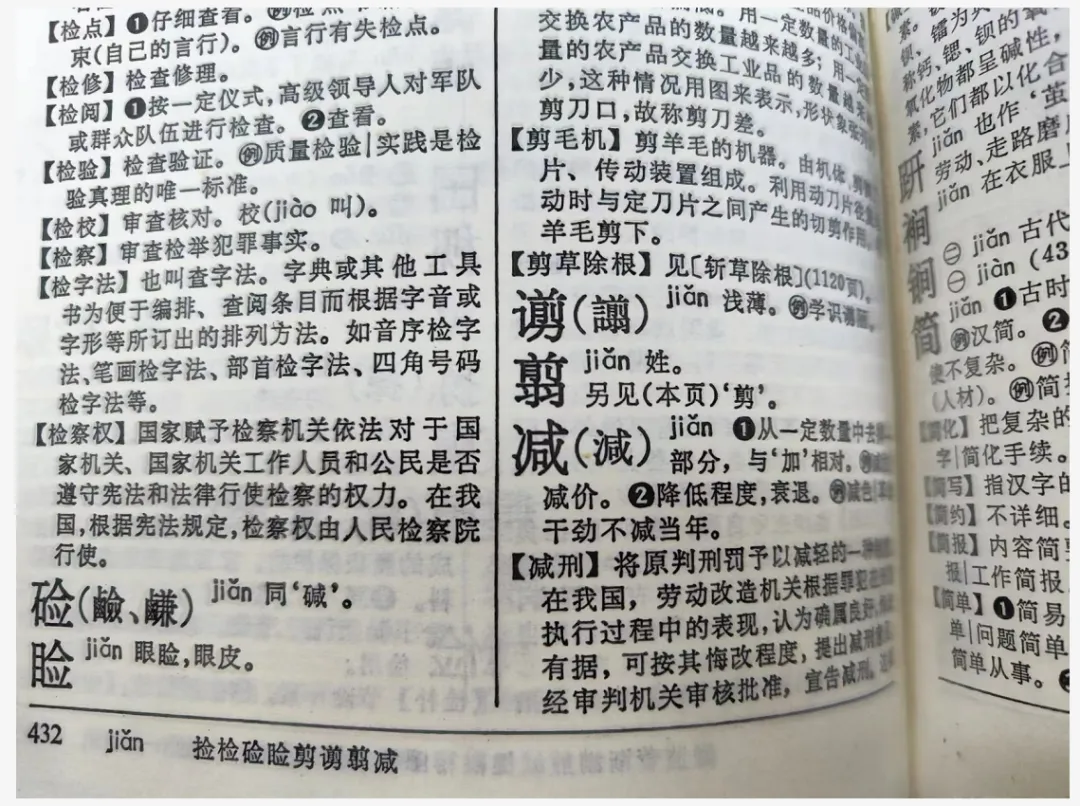 【检点】❶仔细查看。
束(自己的言行)。㊖言行有失检点。
【检修】检查修理。
【检阅】❶按一定仪式，高级领导人对军队
或群众队伍进行检查。❷查看。
【检验】检查验证。㊖质量检验|实践是检
验真理的唯一标准。
【检校】审查核对。校(jiào 叫)。
【检察】审查检举犯罪事实。
【检字法】也叫查字法。字典或其他工具
书为便于编排、查阅条目而根据字音或
字形等所订出的排列方法。如音序检字
法、笔画检字法、部首检字法、四角号码
检字法等。
【检察权】国家赋予检察机关依法对于国
家机关、国家机关工作人员和公民是否
遵守宪法和法律行使检察的权力。在我
国，根据宪法规定，检察权由人民检察院
行使。
硷(鹼、鹻) jiǎn 同‘碱’。
睑 jiǎn 眼睑，眼皮。
432 jiǎn 捡检硷睑剪谫翦减
用一定数量的工
交换农产品的数量越来越多；用一定
量的农产品交换工业品的数量越来
少，这种情况用图来表示，形状象张
剪刀口，故称剪刀差。
【剪毛机】剪羊毛的机器。由机体、
片、传动装置组成。利用动刀片
动时与定刀片之间产生的切剪作用，
羊毛剪下。
【剪草除根】见〔斩草除根〕(1120页)。
谫(譾) jiǎn 浅薄。㊖学识谫陋。
翦 jiǎn 姓。
另见(本页)‘剪’。
减(減) jiǎn ❶从一定数量中去
部分，与‘加’相对。
减价。❷降低程度，衰退。㊖减色
干劲不减当年。
【减刑】将原判刑罚予以减轻的一种
在我国，劳动改造机关根据罪犯在
执行过程中的表现，认为确属良好，
有据，可按其悔改程度，提出减刑
经审判机关审核批准，宣告减刑。
素。
钡、镭为
称钙、锶、钡的氧
氧化物都呈碱性，
素，它们都以化合
jiǎn 也作‘茧
趼 劳动、走路磨
裥 jiǎn 在衣服上
锏 ㊀ jiǎn 古代
㊁ jiàn (43
简 jiǎn ❶古时
㊖汉简。❷
使不复杂。㊖简
(人材)。㊖简
【简化】把复杂的
字|简化手续。
【简写】指汉字的
【简约】不详细。
【简报】内容简
报|工作简报
【简单】❶简易
单|问题简单
简单从事。